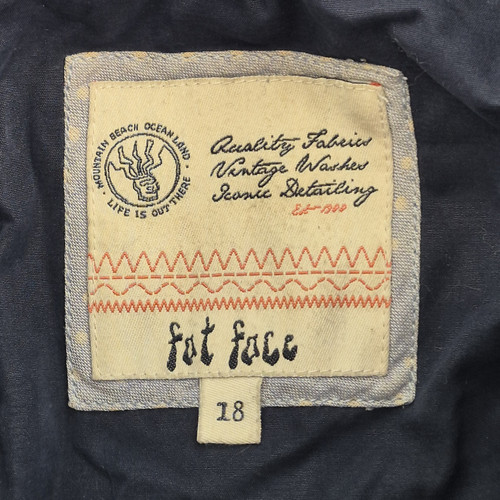 MOUNTAIN BEACH OCEAN LAND
· LIFE IS OUT THERE ·
Quality Fabrics
Vintage Washes
Iconic Detailing
Est 1988
fat face
18